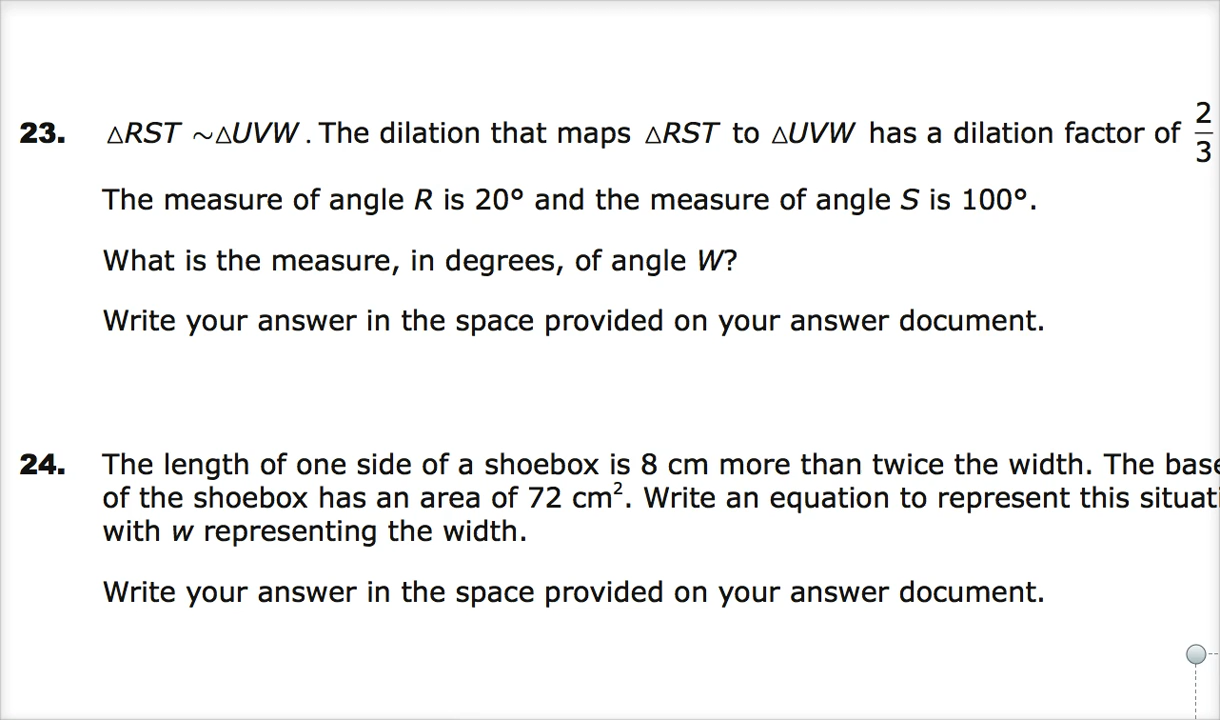 23. △RST ~△UVW. The dilation that maps △RST to △UVW has a dilation factor of 2/3
The measure of angle R is 20° and the measure of angle S is 100°.
What is the measure, in degrees, of angle W?
Write your answer in the space provided on your answer document.
24. The length of one side of a shoebox is 8 cm more than twice the width. The base
of the shoebox has an area of 72 cm². Write an equation to represent this situati
with w representing the width.
Write your answer in the space provided on your answer document.